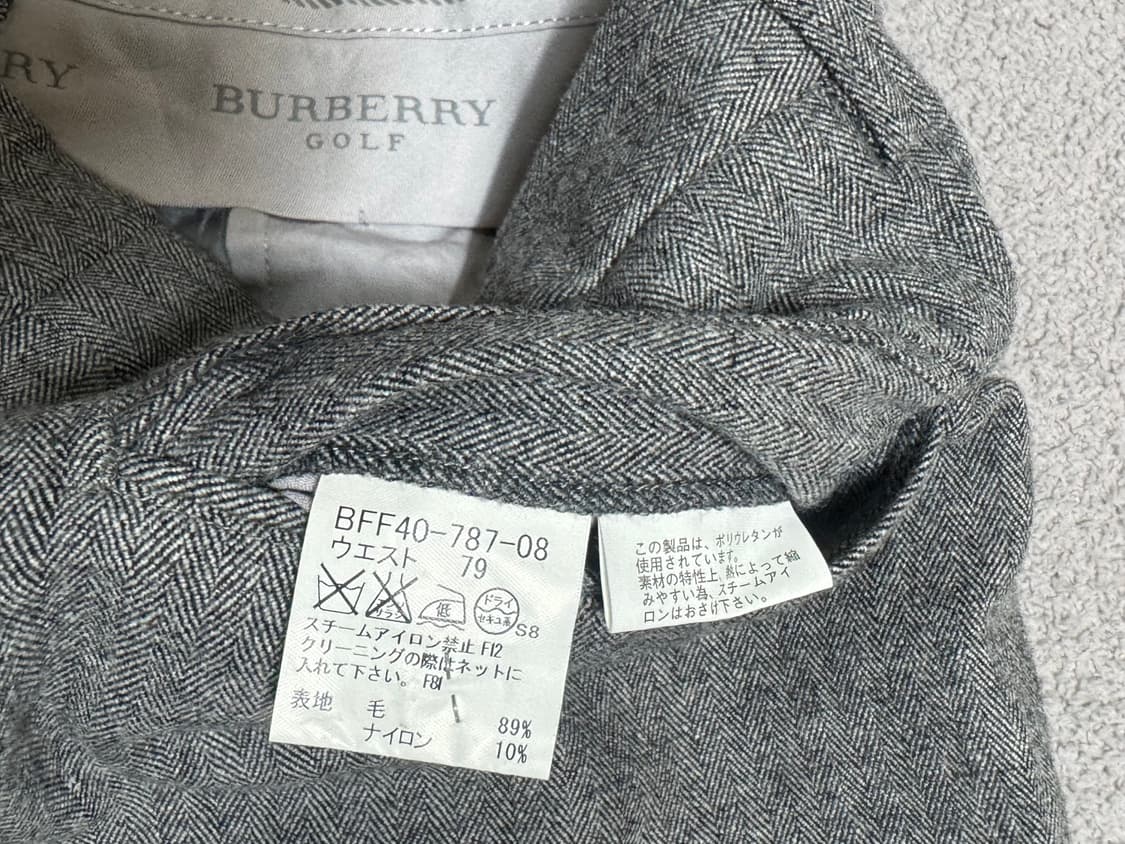 RY
BURBERRY
GOLF
BFF40-787-08
ウエスト 79
低
ドライ
セキユ系
S8
スチームアイロン禁止 F12
クリーニングの際はネットに
入れて下さい。 F81
表地 毛 89%
ナイロン 10%
この製品は、ポリウレタンが
使用されています。
素材の特性上、熱によって縮
みやすい為、スチームアイ
ロンはおさけ下さい。